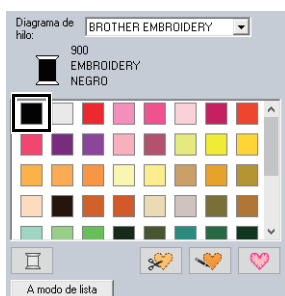 Diagrama de hilo: BROTHER EMBROIDERY
900
EMBROIDERY
NEGRO
A modo de lista